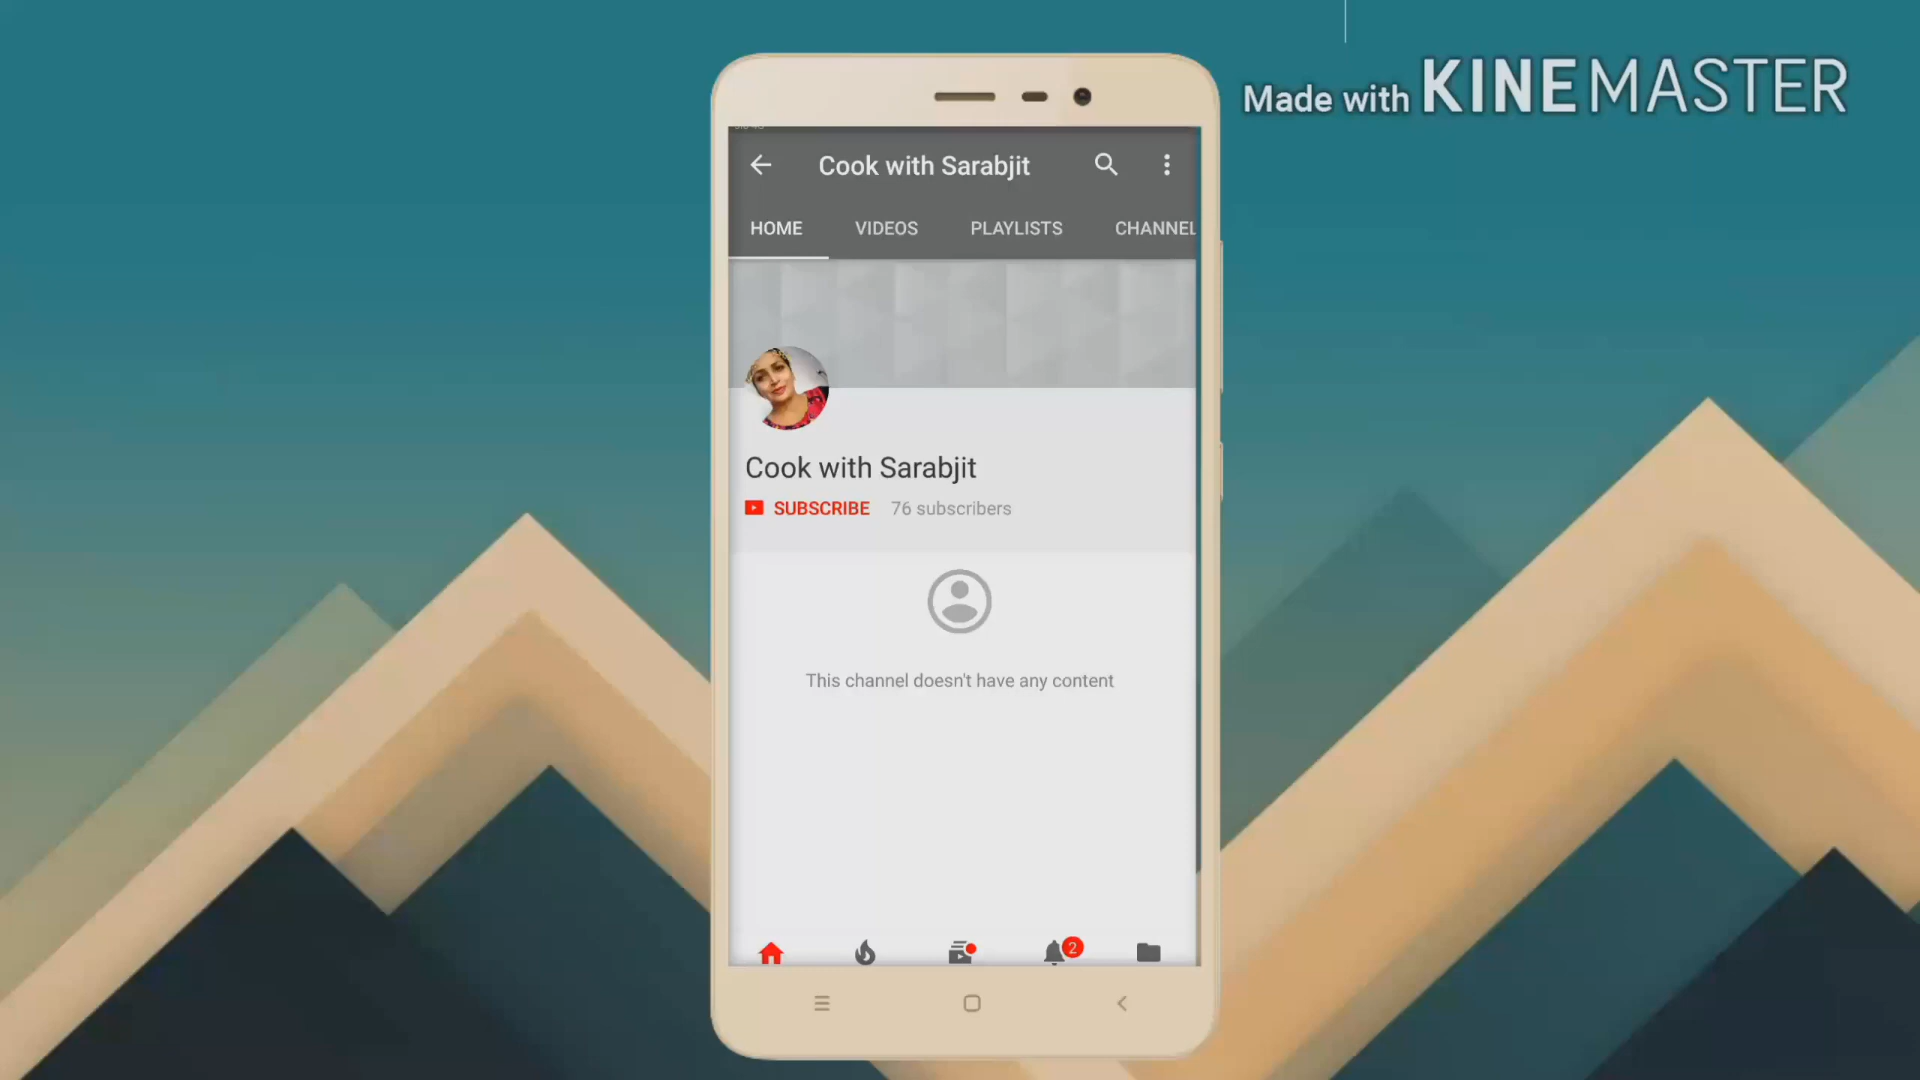 Made with KINEMASTER
Cook with Sarabjit
HOME VIDEOS PLAYLISTS CHANNEL
Cook with Sarabjit
SUBSCRIBE 76 subscribers
This channel doesn't have any content
2